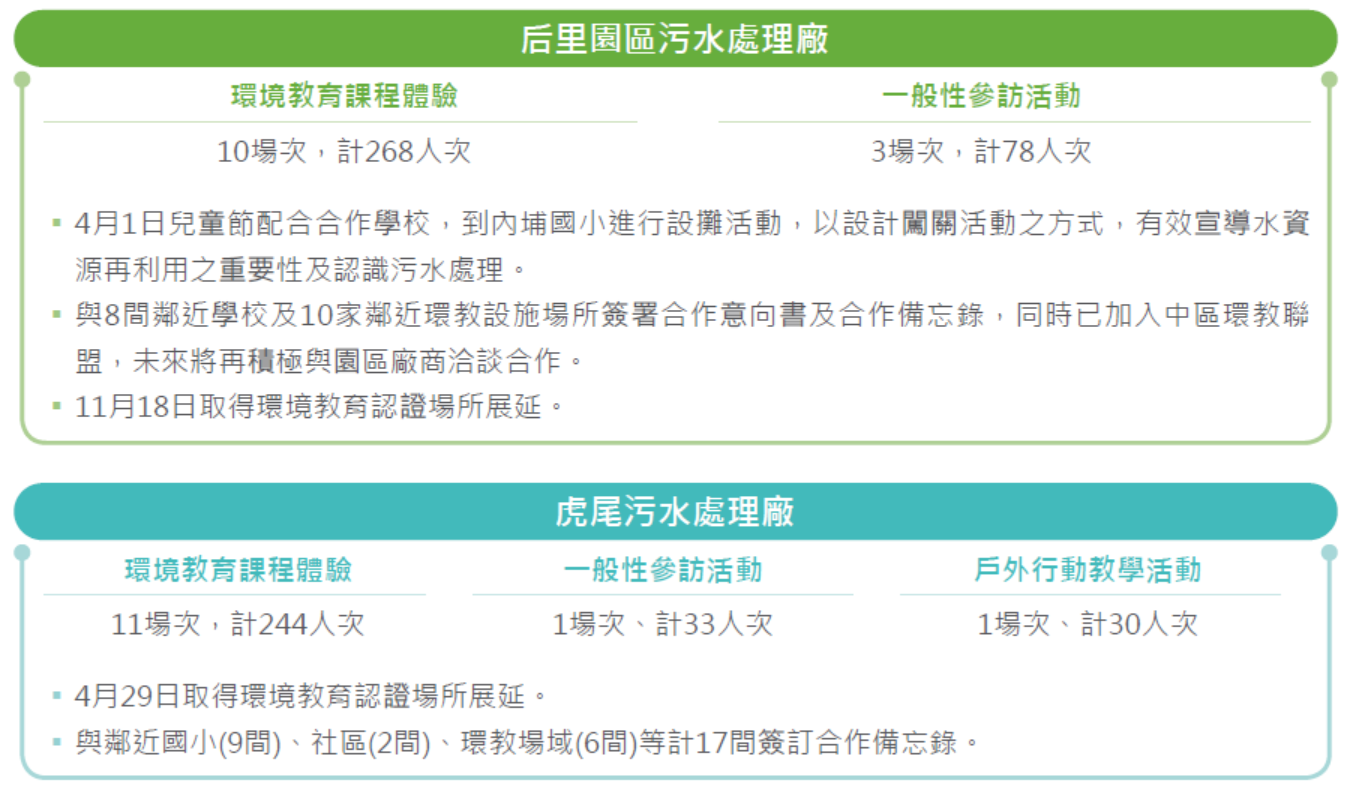 后里園區污水處理廠
環境教育課程體驗 一般性參訪活動
10場次，計268人次 3場次，計78人次
▪ 4月1日兒童節配合合作學校，到內埔國小進行設攤活動，以設計闖關活動之方式，有效宣導水資
源再利用之重要性及認識污水處理。
▪ 與8間鄰近學校及10家鄰近環教設施場所簽署合作意向書及合作備忘錄，同時已加入中區環教聯
盟，未來將再積極與園區廠商洽談合作。
▪ 11月18日取得環境教育認證場所展延。
虎尾污水處理廠
環境教育課程體驗 一般性參訪活動 戶外行動教學活動
11場次，計244人次 1場次、計33人次 1場次、計30人次
▪ 4月29日取得環境教育認證場所展延。
▪ 與鄰近國小(9間)、社區(2間)、環教場域(6間)等計17間簽訂合作備忘錄。